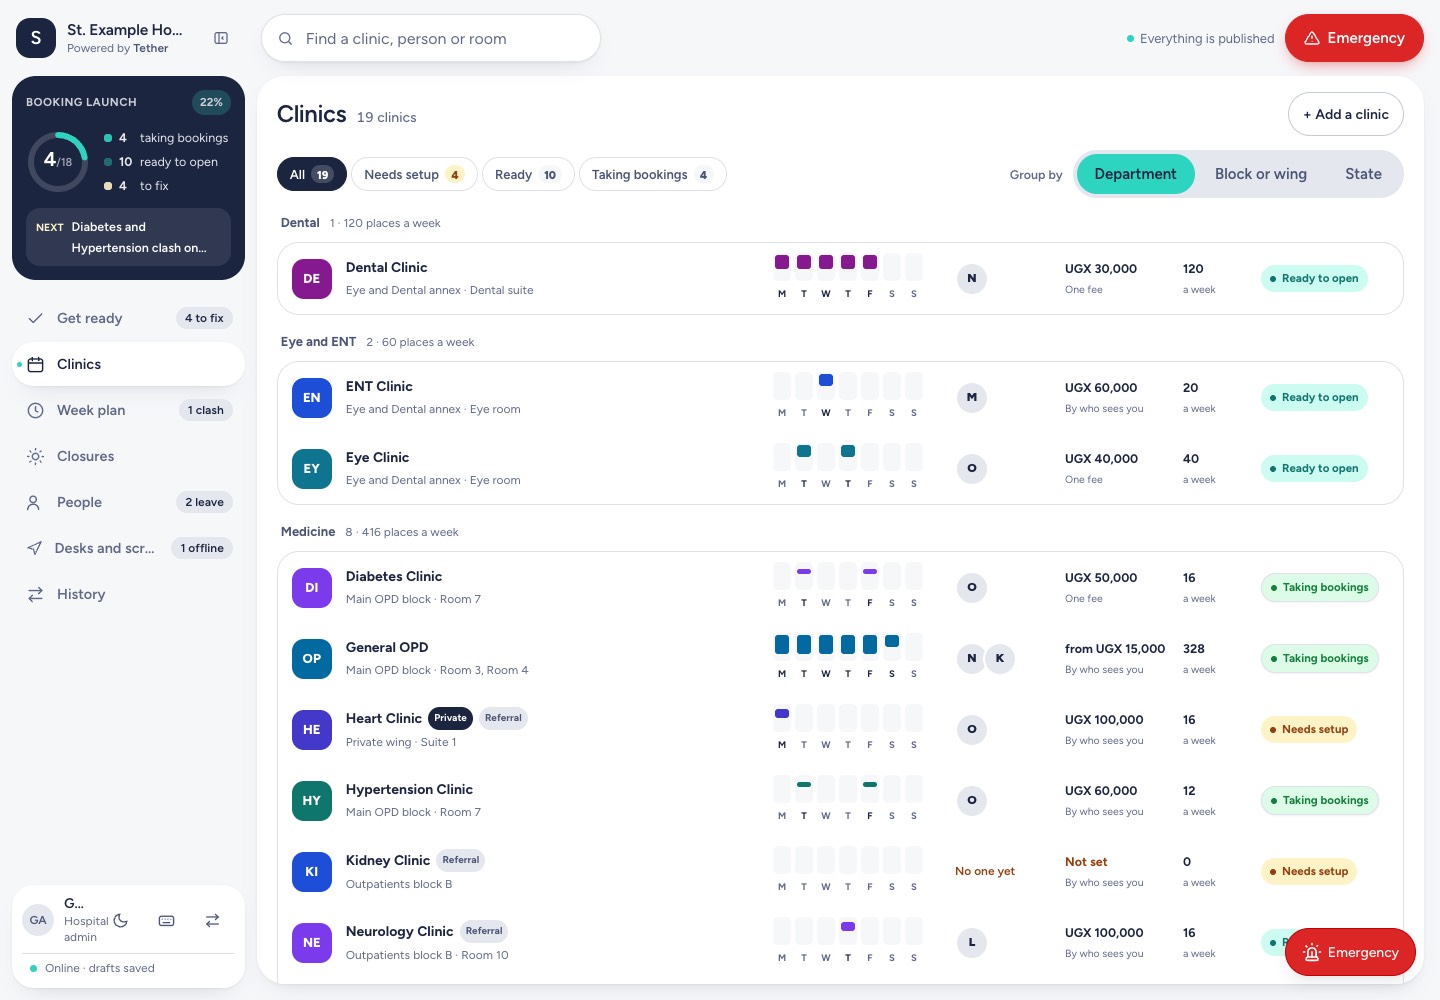 S
St. Example Ho...
Powered by Tether
Find a clinic, person or room
Everything is published
Emergency
BOOKING LAUNCH
22%
4/18
4 taking bookings
10 ready to open
4 to fix
NEXT Diabetes and
Hypertension clash on...
Get ready
4 to fix
Clinics
Week plan
1 clash
Closures
People
2 leave
Desks and scr...
1 offline
History
GA
G...
Hospital
admin
Online · drafts saved
Clinics 19 clinics
+ Add a clinic
All 19
Needs setup 4
Ready 10
Taking bookings 4
Group by
Department
Block or wing
State
Dental 1 · 120 places a week
DE
Dental Clinic
Eye and Dental annex · Dental suite
M T W T F S S
N
UGX 30,000
One fee
120
a week
Ready to open
Eye and ENT 2 · 60 places a week
EN
ENT Clinic
Eye and Dental annex · Eye room
M T W T F S S
M
UGX 60,000
By who sees you
20
a week
Ready to open
EY
Eye Clinic
Eye and Dental annex · Eye room
M T W T F S S
O
UGX 40,000
One fee
40
a week
Ready to open
Medicine 8 · 416 places a week
DI
Diabetes Clinic
Main OPD block · Room 7
M T W T F S S
O
UGX 50,000
One fee
16
a week
Taking bookings
OP
General OPD
Main OPD block · Room 3, Room 4
M T W T F S S
N K
from UGX 15,000
By who sees you
328
a week
Taking bookings
HE
Heart Clinic Private Referral
Private wing · Suite 1
M T W T F S S
O
UGX 100,000
By who sees you
16
a week
Needs setup
HY
Hypertension Clinic
Main OPD block · Room 7
M T W T F S S
O
UGX 60,000
By who sees you
12
a week
Taking bookings
KI
Kidney Clinic Referral
Outpatients block B
M T W T F S S
No one yet
Not set
By who sees you
0
a week
Needs setup
NE
Neurology Clinic Referral
Outpatients block B · Room 10
M T W T F S S
L
UGX 100,000
By who sees you
16
a week
Emergency